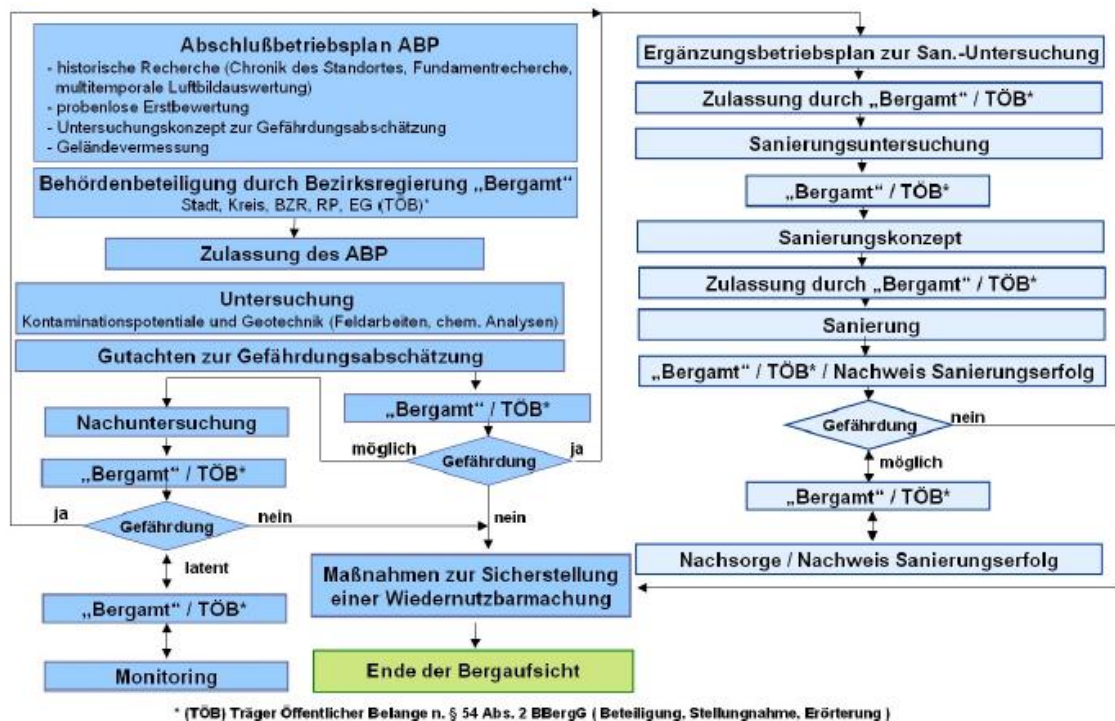 Abschlußbetriebsplan ABP
- historische Recherche (Chronik des Standortes, Fundamentrecherche,
multitemporale Luftbildauswertung)
- probenlose Erstbewertung
- Untersuchungskonzept zur Gefährdungsabschätzung
- Geländevermessung
Behördenbeteiligung durch Bezirksregierung „Bergamt“
Stadt, Kreis, BZR, RP, EG (TÖB)*
Zulassung des ABP
Untersuchung
Kontaminationspotentiale und Geotechnik (Feldarbeiten, chem. Analysen)
Gutachten zur Gefährdungsabschätzung
Nachuntersuchung
„Bergamt“ / TÖB*
Gefährdung
ja
nein
latent
„Bergamt“ / TÖB*
Monitoring
„Bergamt“ / TÖB*
möglich
Gefährdung
ja
nein
Maßnahmen zur Sicherstellung
einer Wiedernutzbarmachung
Ende der Bergaufsicht
Ergänzungsbetriebsplan zur San.-Untersuchung
Zulassung durch „Bergamt“ / TÖB*
Sanierungsuntersuchung
„Bergamt“ / TÖB*
Sanierungskonzept
Zulassung durch „Bergamt“ / TÖB*
Sanierung
„Bergamt“ / TÖB* / Nachweis Sanierungserfolg
Gefährdung
nein
möglich
„Bergamt“ / TÖB*
Nachsorge / Nachweis Sanierungserfolg
* (TÖB) Träger Öffentlicher Belange n. § 54 Abs. 2 BBergG ( Beteiligung, Stellungnahme, Erörterung )